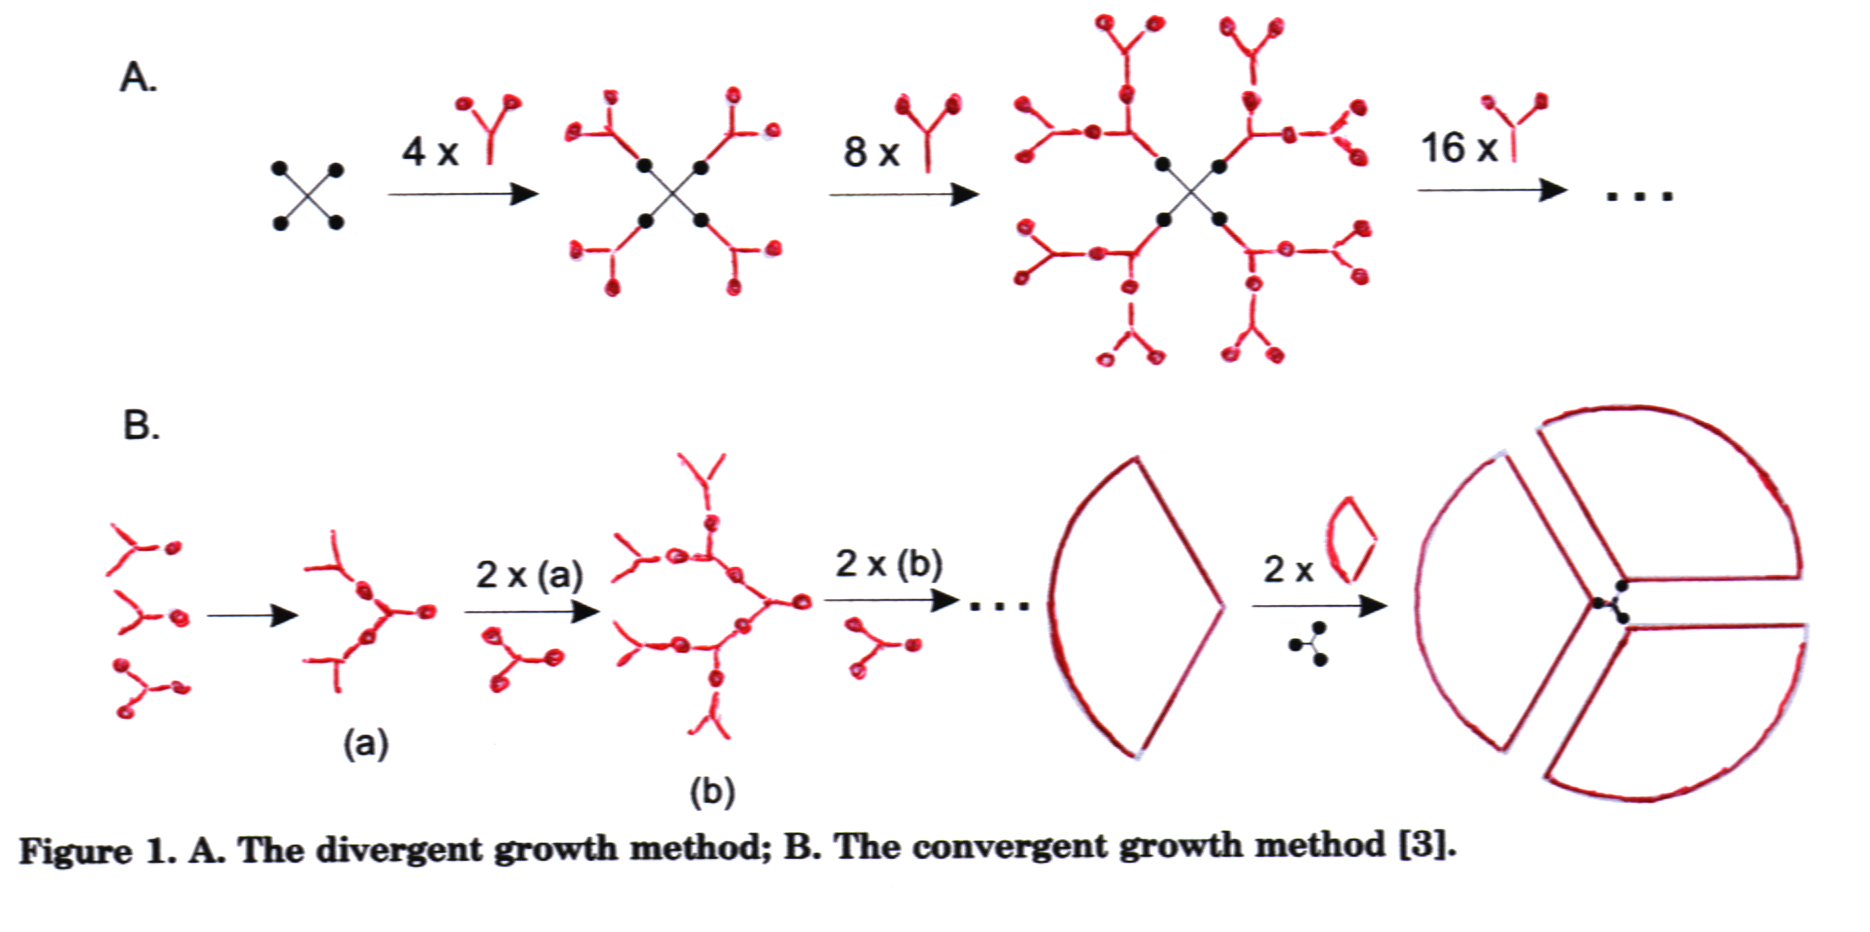 A.
4 x
8 x
16 x
...
B.
2 x (a)
2 x (b)
...
2 x
(a)
(b)
Figure 1. A. The divergent growth method; B. The convergent growth method [3].